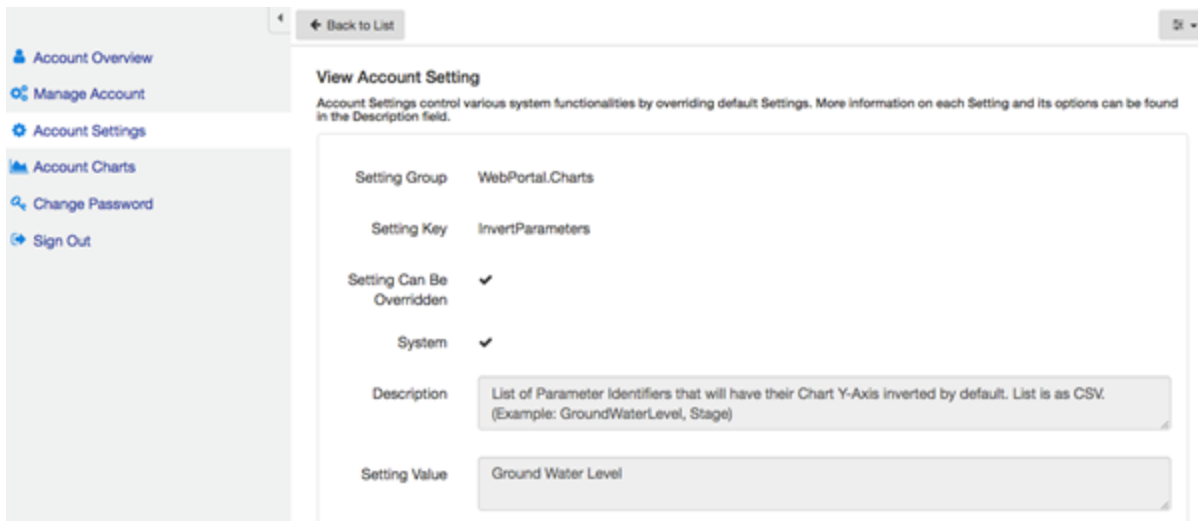 Back to List
Account Overview
Manage Account
Account Settings
Account Charts
Change Password
Sign Out
View Account Setting
Account Settings control various system functionalities by overriding default Settings. More information on each Setting and its options can be found
in the Description field.
Setting Group WebPortal.Charts
Setting Key InvertParameters
Setting Can Be
Overridden
System
Description List of Parameter Identifiers that will have their Chart Y-Axis inverted by default. List is as CSV.
(Example: GroundWaterLevel, Stage)
Setting Value Ground Water Level